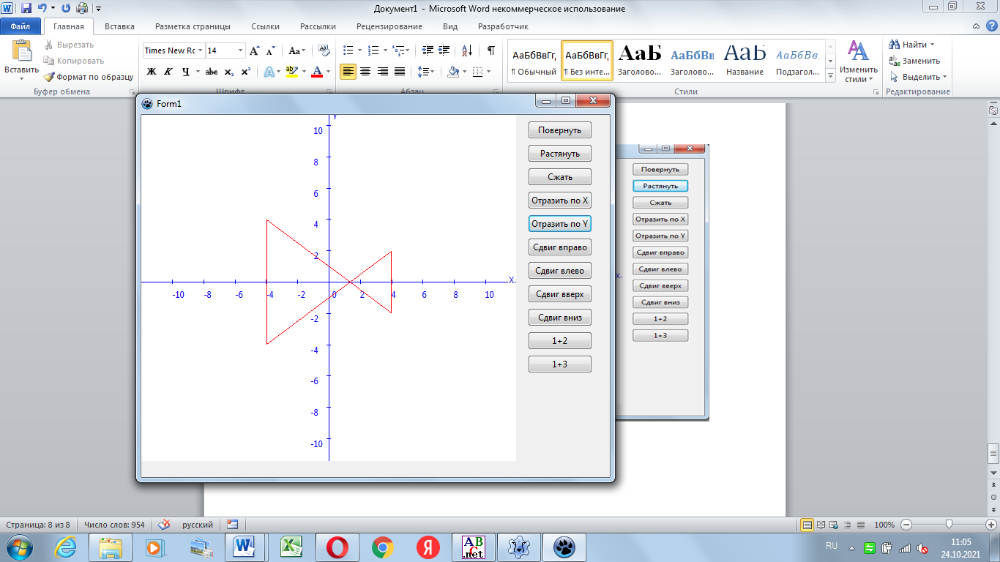 Документ1 - Microsoft Word некоммерческое использование
Файл Главная Вставка Разметка страницы Ссылки Рассылки Рецензирование Вид Разработчик
Вставить
Вырезать
Копировать
Формат по образцу
Буфер обмена
Times New Ro 14
Ж К Ч abc x₂ x²
Шрифт
Абзац
АаБбВвГг, АаБбВвГг, АаБ АаБбВв АаБ АаБбВв.
¶ Обычный ¶ Без инте... Заголово... Заголово... Название Подзагол...
Стили
Изменить стили
Найти
Заменить
Выделить
Редактирование
Form1
Y
10
8
6
4
2
-2
-4
-6
-8
-10
-10 -8 -6 -4 -2 0 2 4 6 8 10
X
Повернуть
Растянуть
Сжать
Отразить по X
Отразить по Y
Сдвиг вправо
Сдвиг влево
Сдвиг вверх
Сдвиг вниз
1+2
1+3
Повернуть
Растянуть
Сжать
Отразить по X
Отразить по Y
Сдвиг вправо
Сдвиг влево
Сдвиг вверх
Сдвиг вниз
1+2
1+3
X.
Страница: 8 из 8 Число слов: 954 русский 100%
ABC.net
RU
11:05
24.10.2021